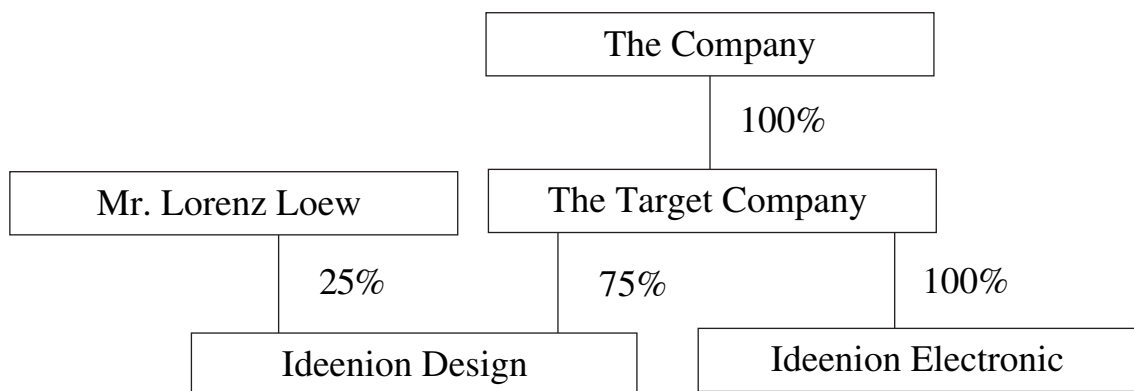 The Company
100%
Mr. Lorenz Loew
The Target Company
25%
75%
100%
Ideenion Design
Ideenion Electronic